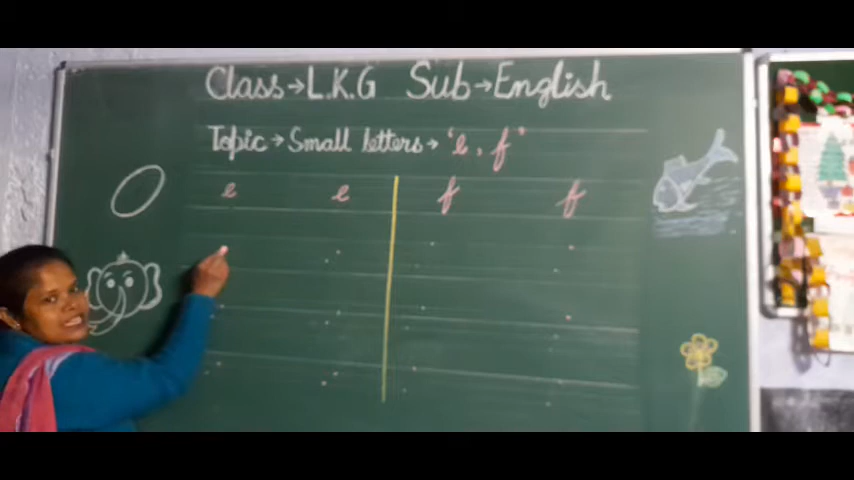 Class→L.K.G Sub→English
Topic→Small letters→'e, f'
e e f f